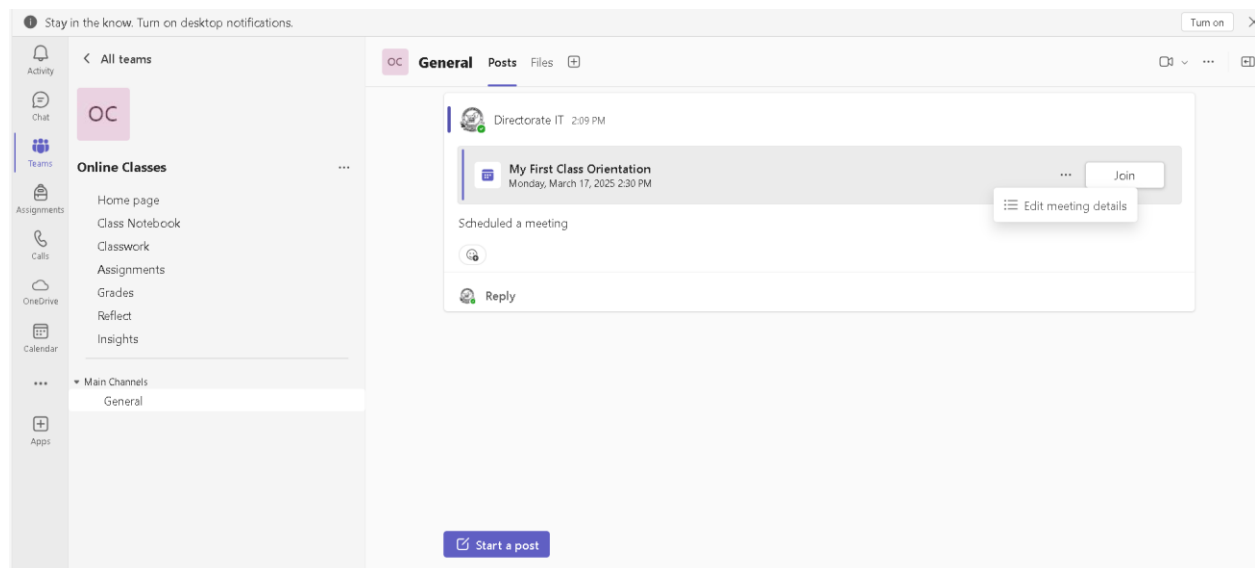 Stay in the know. Turn on desktop notifications.
Turn on
Activity
Chat
Teams
Assignments
Calls
OneDrive
Calendar
Apps
All teams
OC
Online Classes
Home page
Class Notebook
Classwork
Assignments
Grades
Reflect
Insights
Main Channels
General
OC General Posts Files
Directorate IT 2:09 PM
My First Class Orientation
Monday, March 17, 2025 2:30 PM
Join
Edit meeting details
Scheduled a meeting
Reply
Start a post